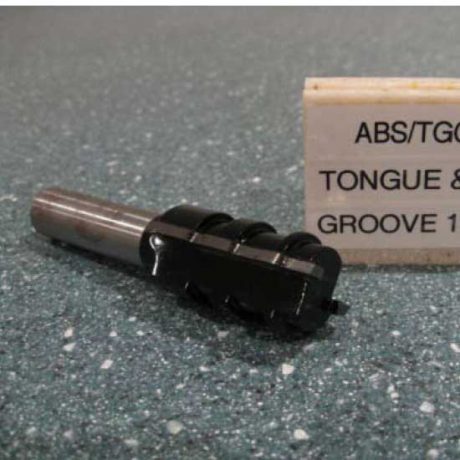 ABS/TG
TONGUE &
GROOVE 1